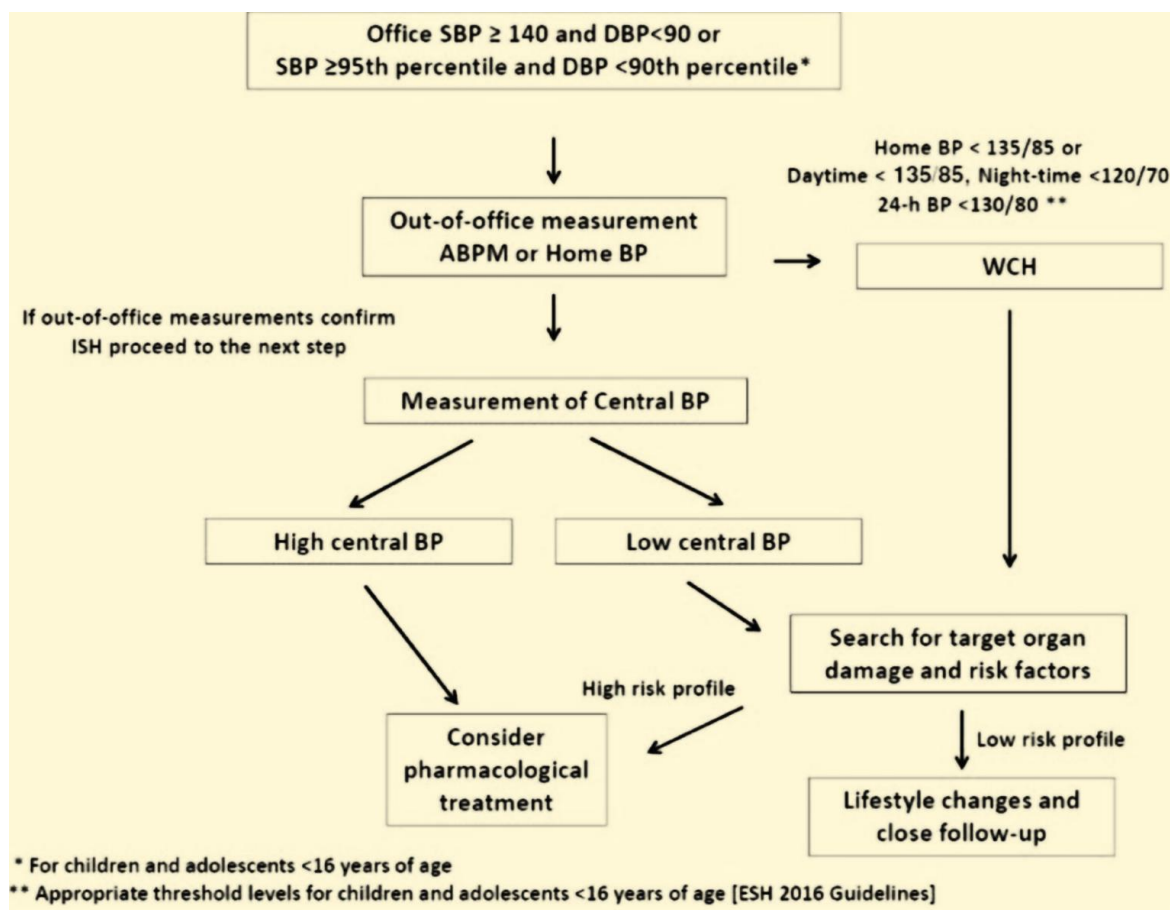 Office SBP ≥ 140 and DBP<90 or
SBP ≥95th percentile and DBP <90th percentile*
Home BP < 135/85 or
Daytime < 135/85, Night-time <120/70
24-h BP <130/80 **
Out-of-office measurement
ABPM or Home BP
WCH
If out-of-office measurements confirm
ISH proceed to the next step
Measurement of Central BP
High central BP
Low central BP
Search for target organ
damage and risk factors
High risk profile
Consider
pharmacological
treatment
Low risk profile
Lifestyle changes and
close follow-up
* For children and adolescents <16 years of age
** Appropriate threshold levels for children and adolescents <16 years of age [ESH 2016 Guidelines]